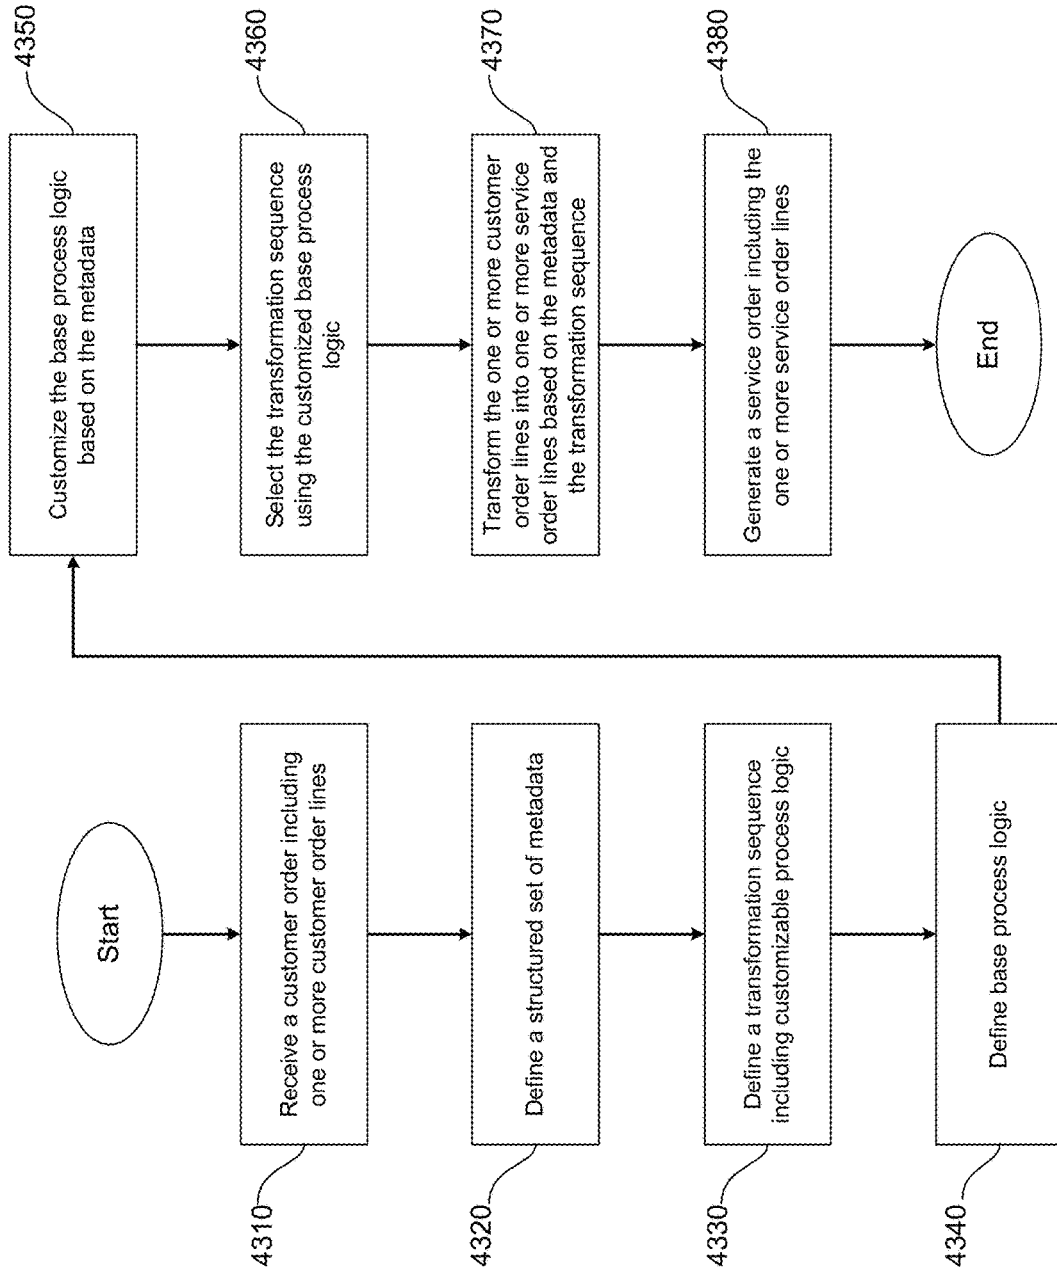 Start
4310
Receive a customer order including
one or more customer order lines
4320
Define a structured set of metadata
4330
Define a transformation sequence
including customizable process logic
4340
Define base process logic
4350
Customize the base process logic
based on the metadata
4360
Select the transformation sequence
using the customized base process
logic
4370
Transform the one or more customer
order lines into one or more service
order lines based on the metadata and
the transformation sequence
4380
Generate a service order including the
one or more service order lines
End